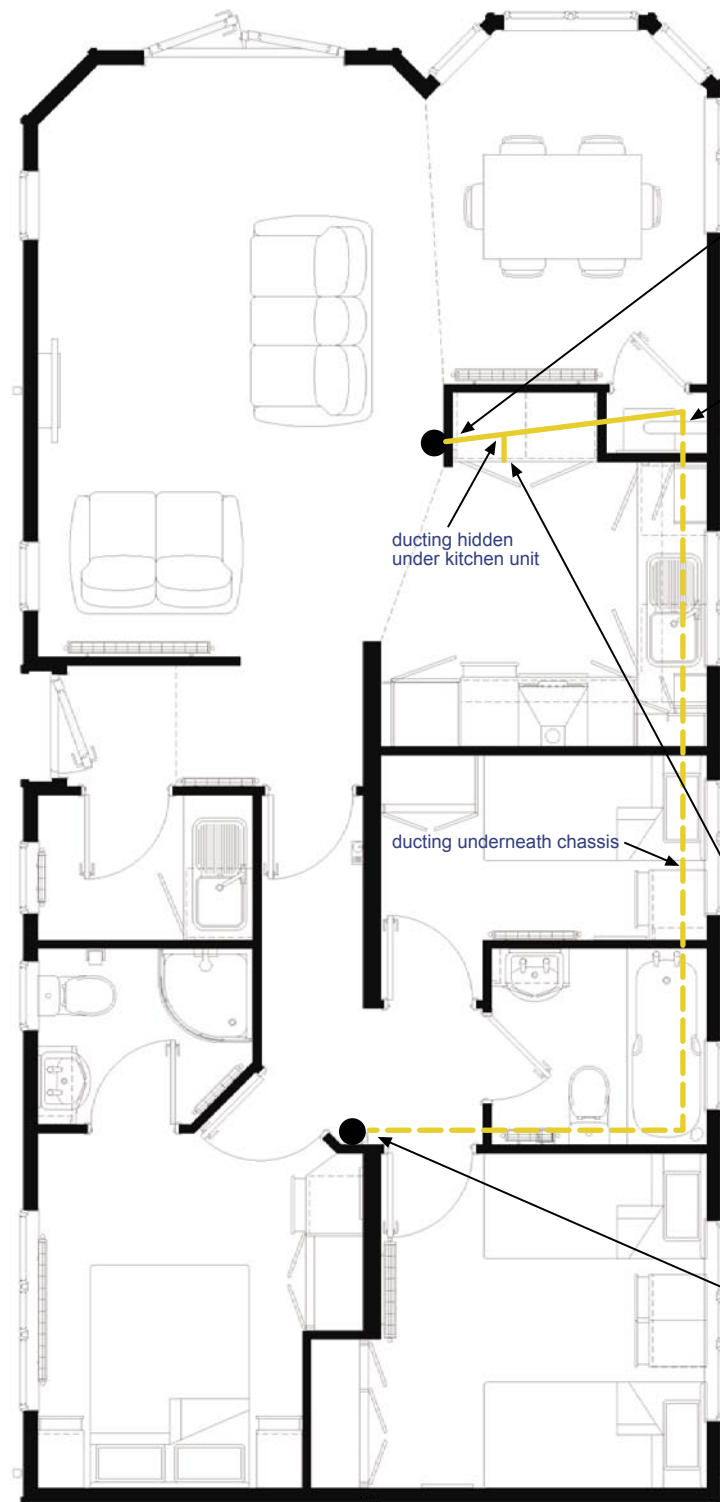 ducting hidden
under kitchen unit
ducting underneath chassis